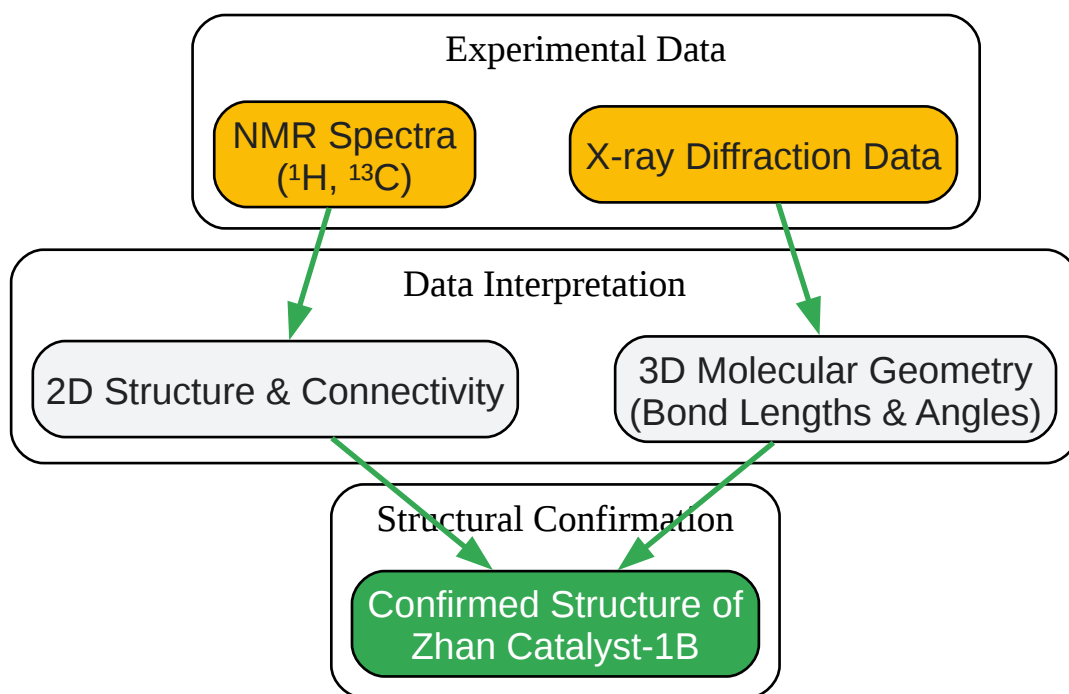 Experimental Data
NMR Spectra
(¹H, ¹³C)
X-ray Diffraction Data
Data Interpretation
2D Structure & Connectivity
3D Molecular Geometry
(Bond Lengths & Angles)
Structural Confirmation
Confirmed Structure of
Zhan Catalyst-1B